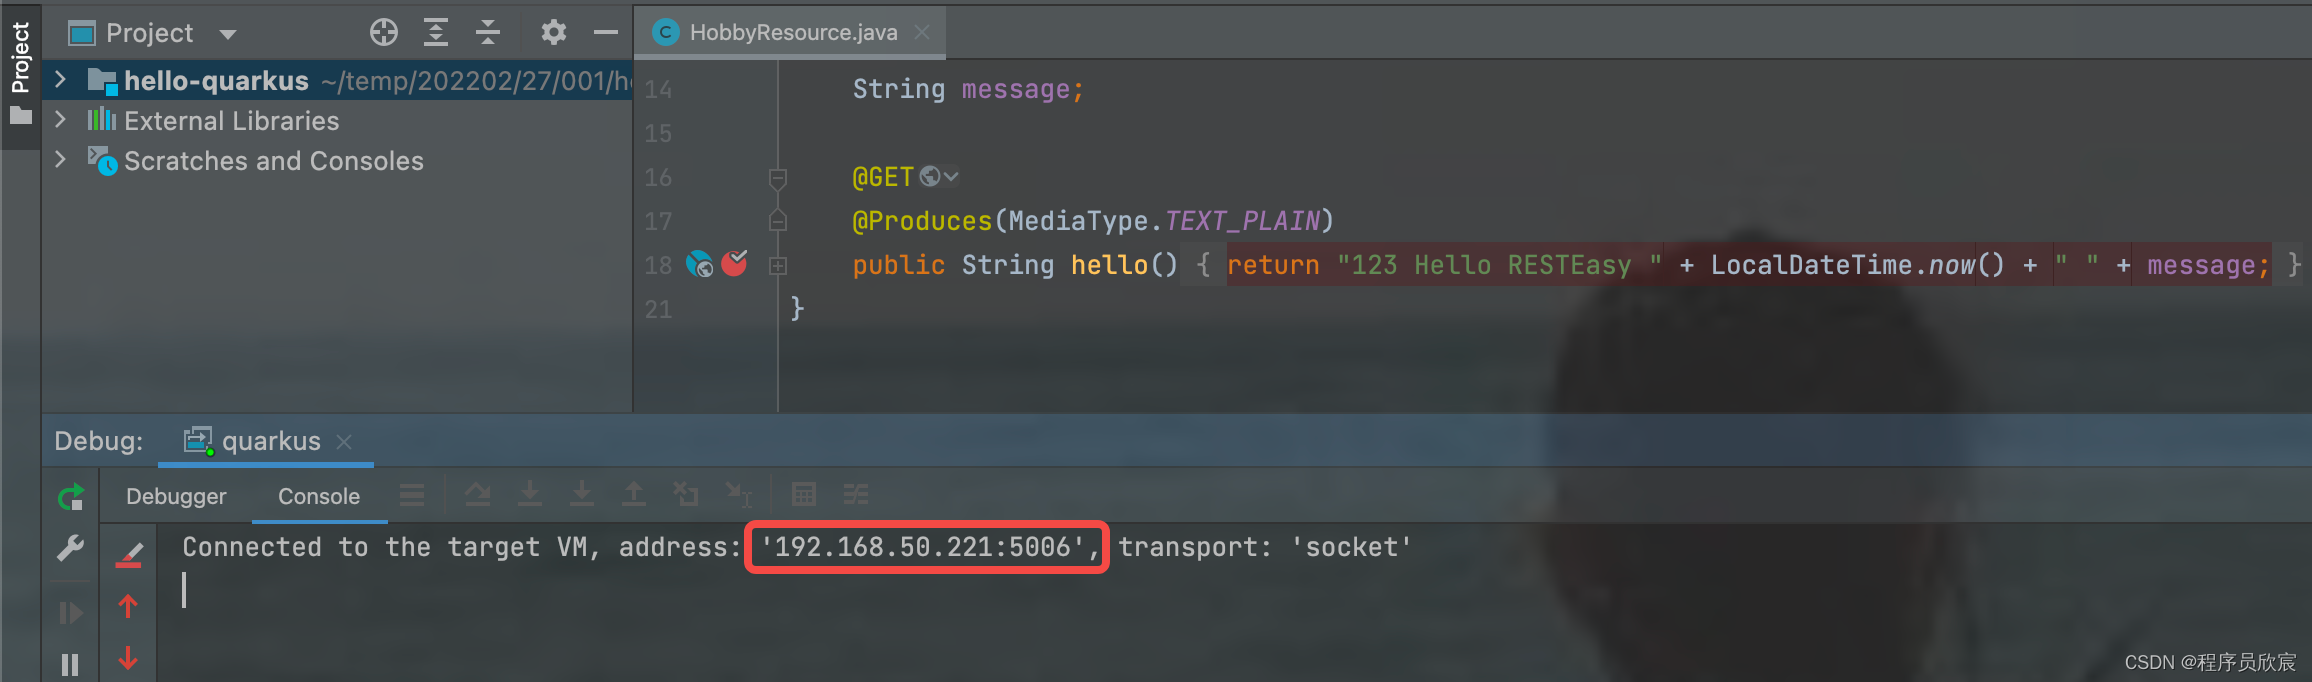 Project
Project
HobbyResource.java
hello-quarkus ~/temp/202202/27/001/h
External Libraries
Scratches and Consoles
14 String message;
15
16 @GET
17 @Produces(MediaType.TEXT_PLAIN)
18 public String hello() { return "123 Hello RESTEasy " + LocalDateTime.now() + " " + message; }
21 }
Debug: quarkus
Debugger Console
Connected to the target VM, address: '192.168.50.221:5006', transport: 'socket'
CSDN @程序员欣宸